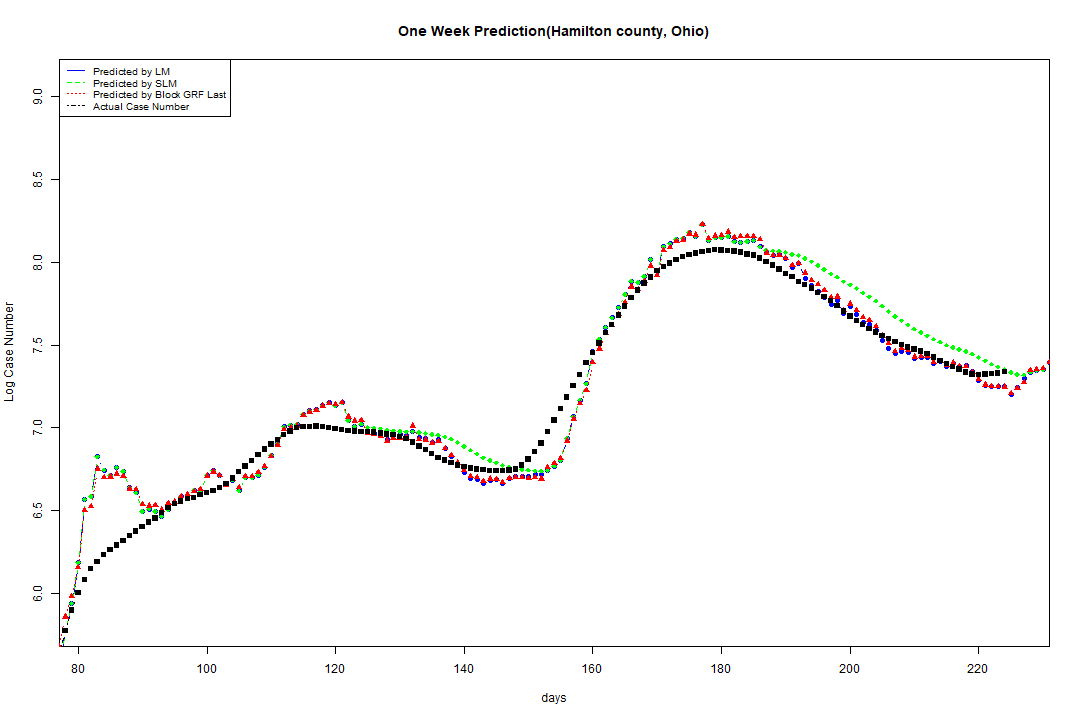 One Week Prediction(Hamilton county, Ohio)
Predicted by LM
Predicted by SLM
Predicted by Block GRF Last
Actual Case Number
9.0
8.5
8.0
7.5
7.0
6.5
6.0
Log Case Number
80 100 120 140 160 180 200 220
days